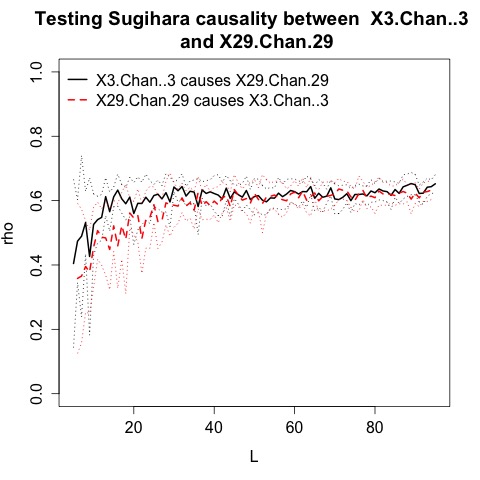 Testing Sugihara causality between  X3.Chan..3
and X29.Chan.29
X3.Chan..3 causes X29.Chan.29
X29.Chan.29 causes X3.Chan..3
1.0
0.8
0.6
0.4
0.2
0.0
rho
20 40 60 80
L